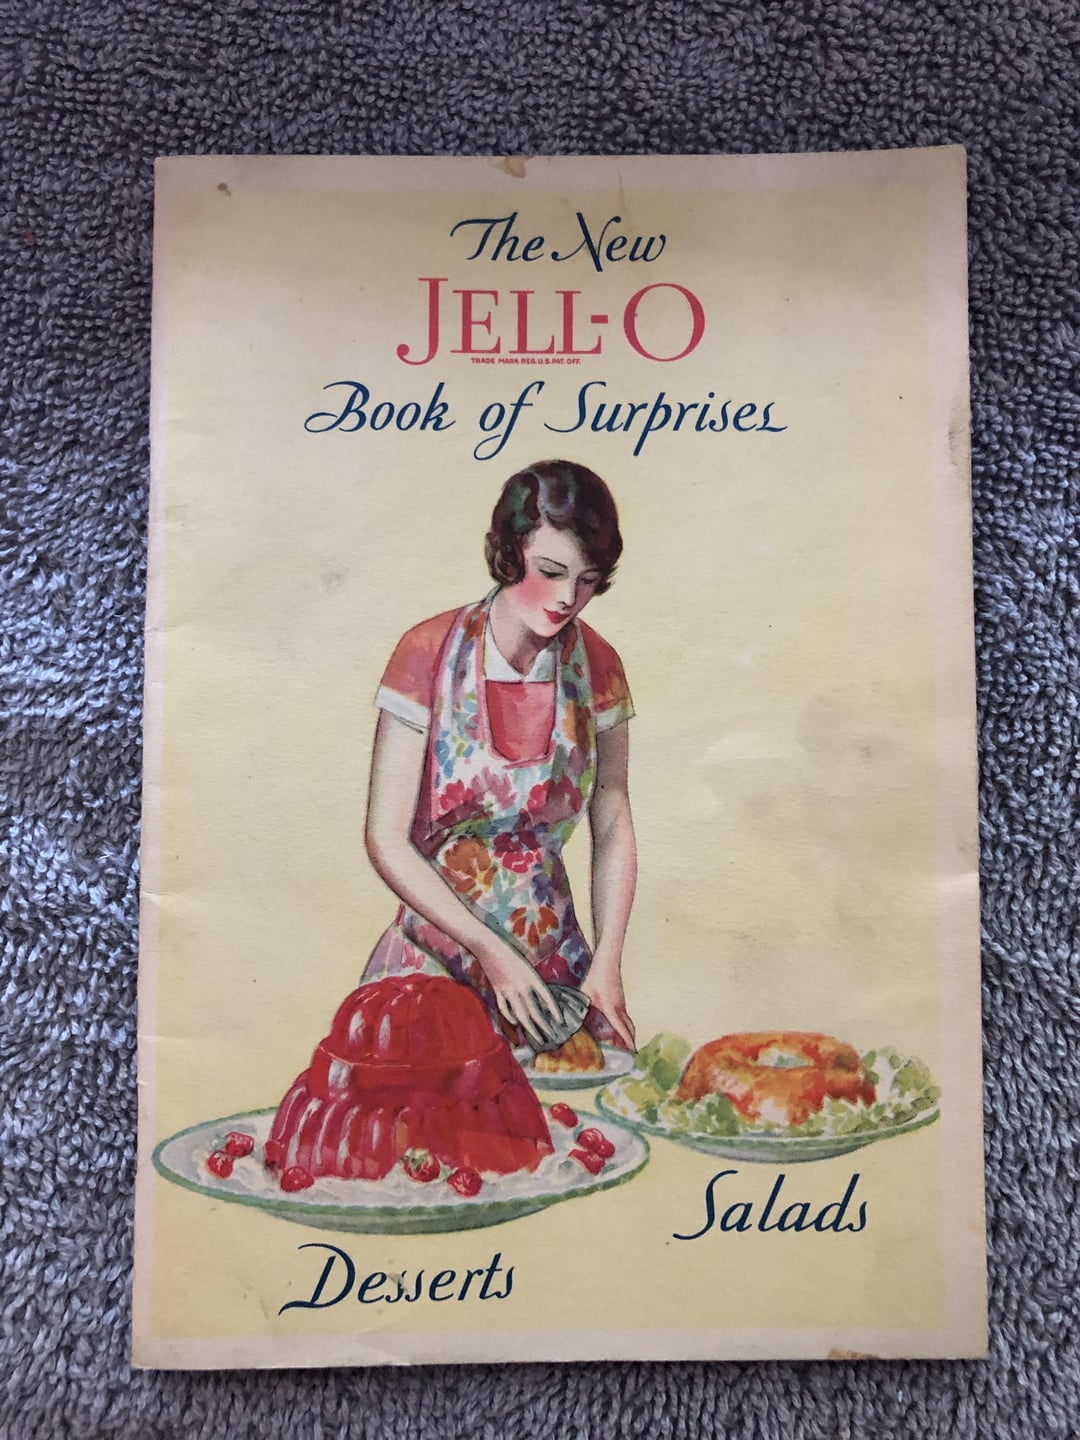 The New
JELL-O
TRADE MARK REG. U.S. PAT. OFF.
Book of Surprises
Salads
Desserts